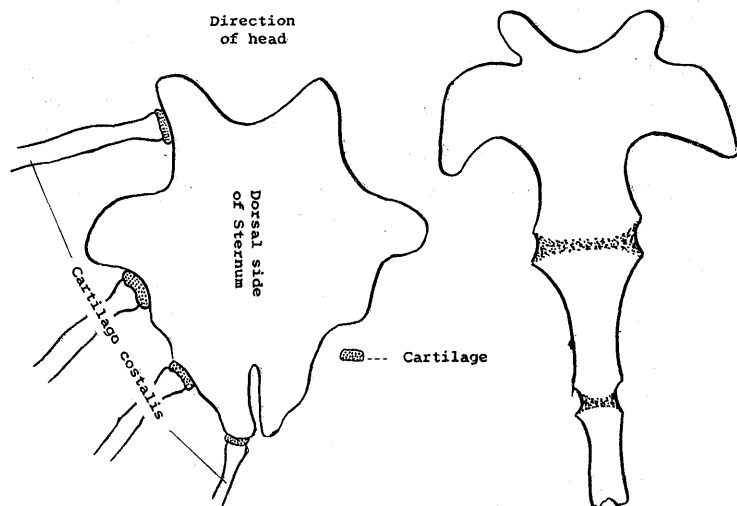 Direction
of head
Dorsal side
of Sternum
Cartilago costalis
--- Cartilage